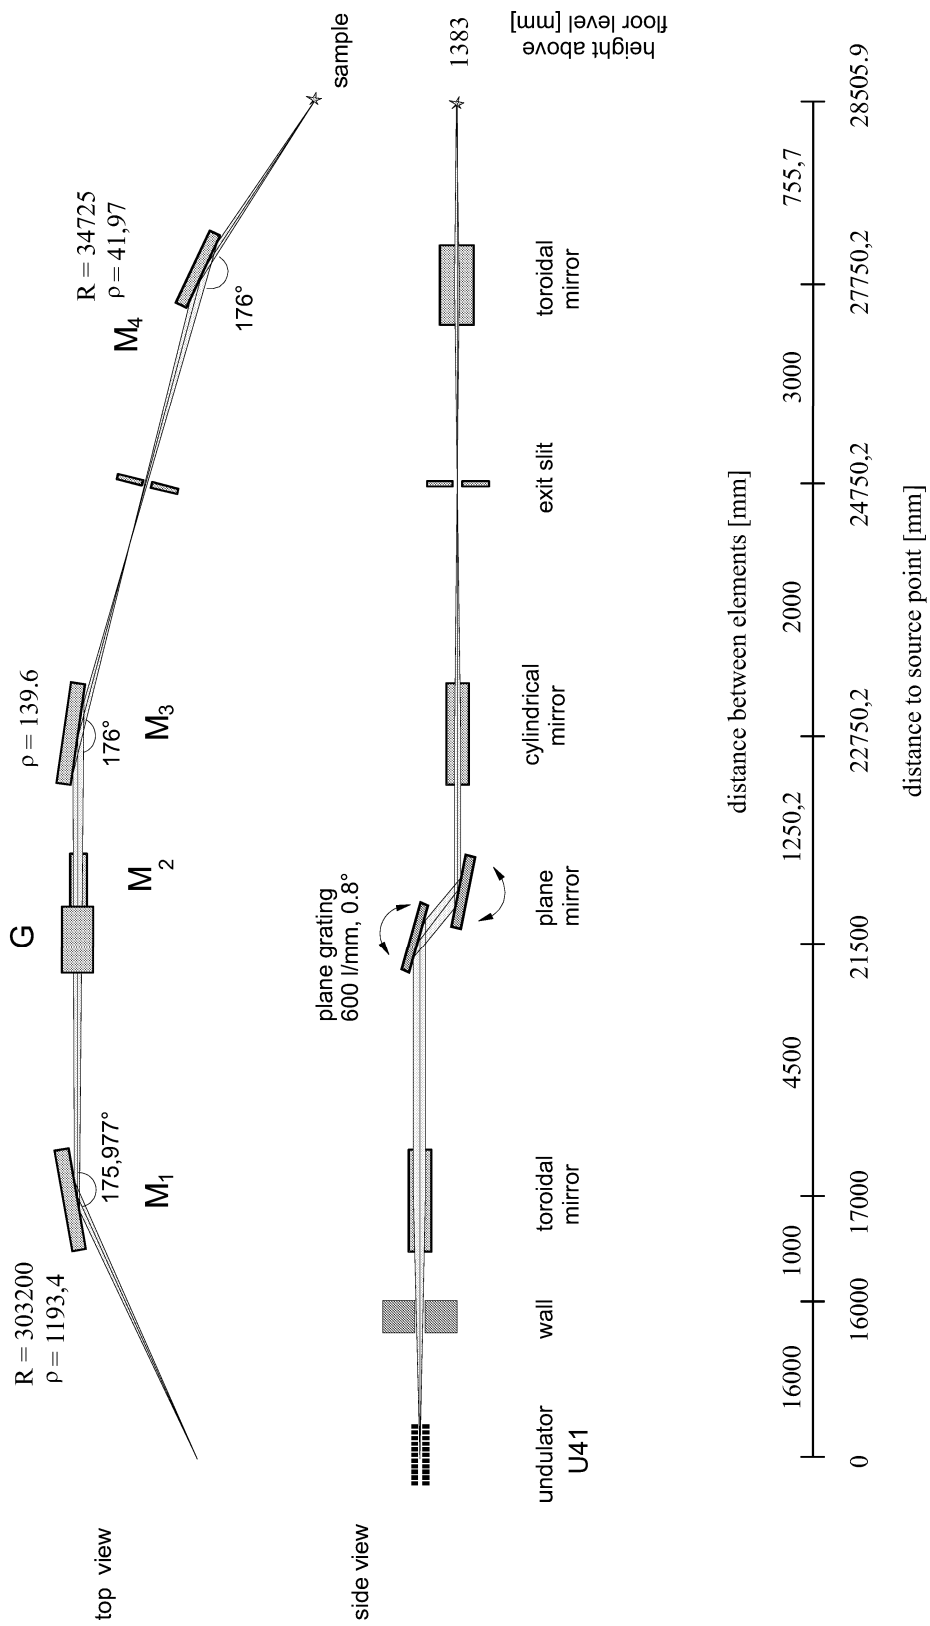 top view
R = 303200
ρ = 1193,4
175,977°
M1
G
M2
ρ = 139.6
176°
M3
R = 34725
ρ = 41,97
M4
176°
sample
side view
plane grating
600 l/mm, 0.8°
height above
floor level [mm]
1383
undulator
U41
wall
toroidal
mirror
plane
mirror
cylindrical
mirror
exit slit
toroidal
mirror
distance between elements [mm]
16000 1000 4500 1250,2 2000 3000 755,7
0 16000 17000 21500 22750,2 24750,2 27750,2 28505.9
distance to source point [mm]